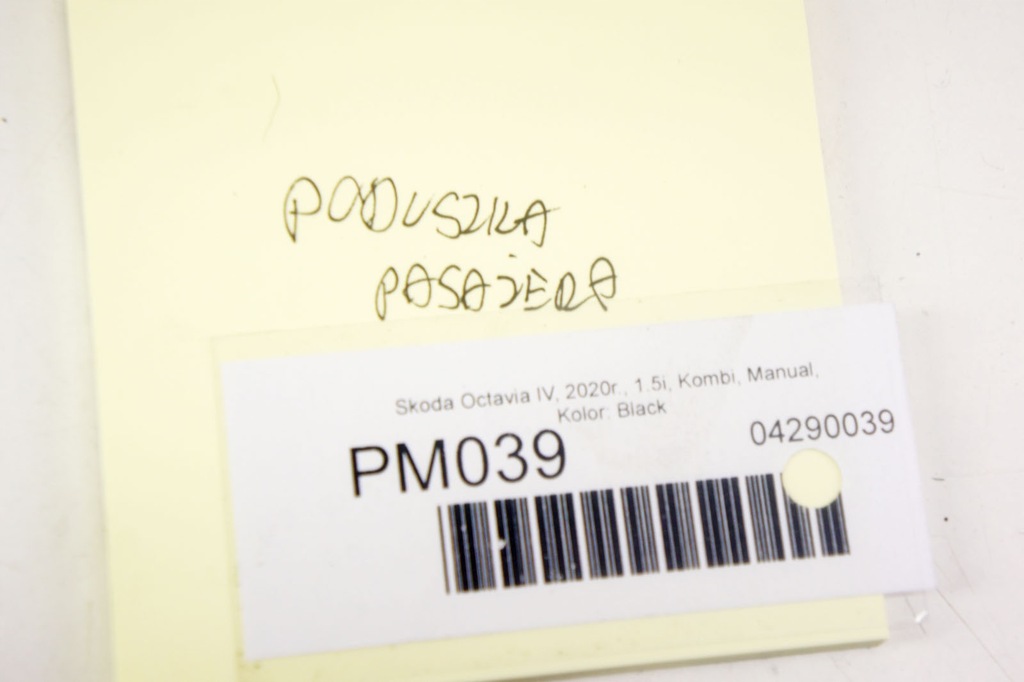 PODUSZKA
PASAŻERA
Skoda Octavia IV, 2020r., 1.5i, Kombi, Manual,
Kolor: Black
04290039
PM039